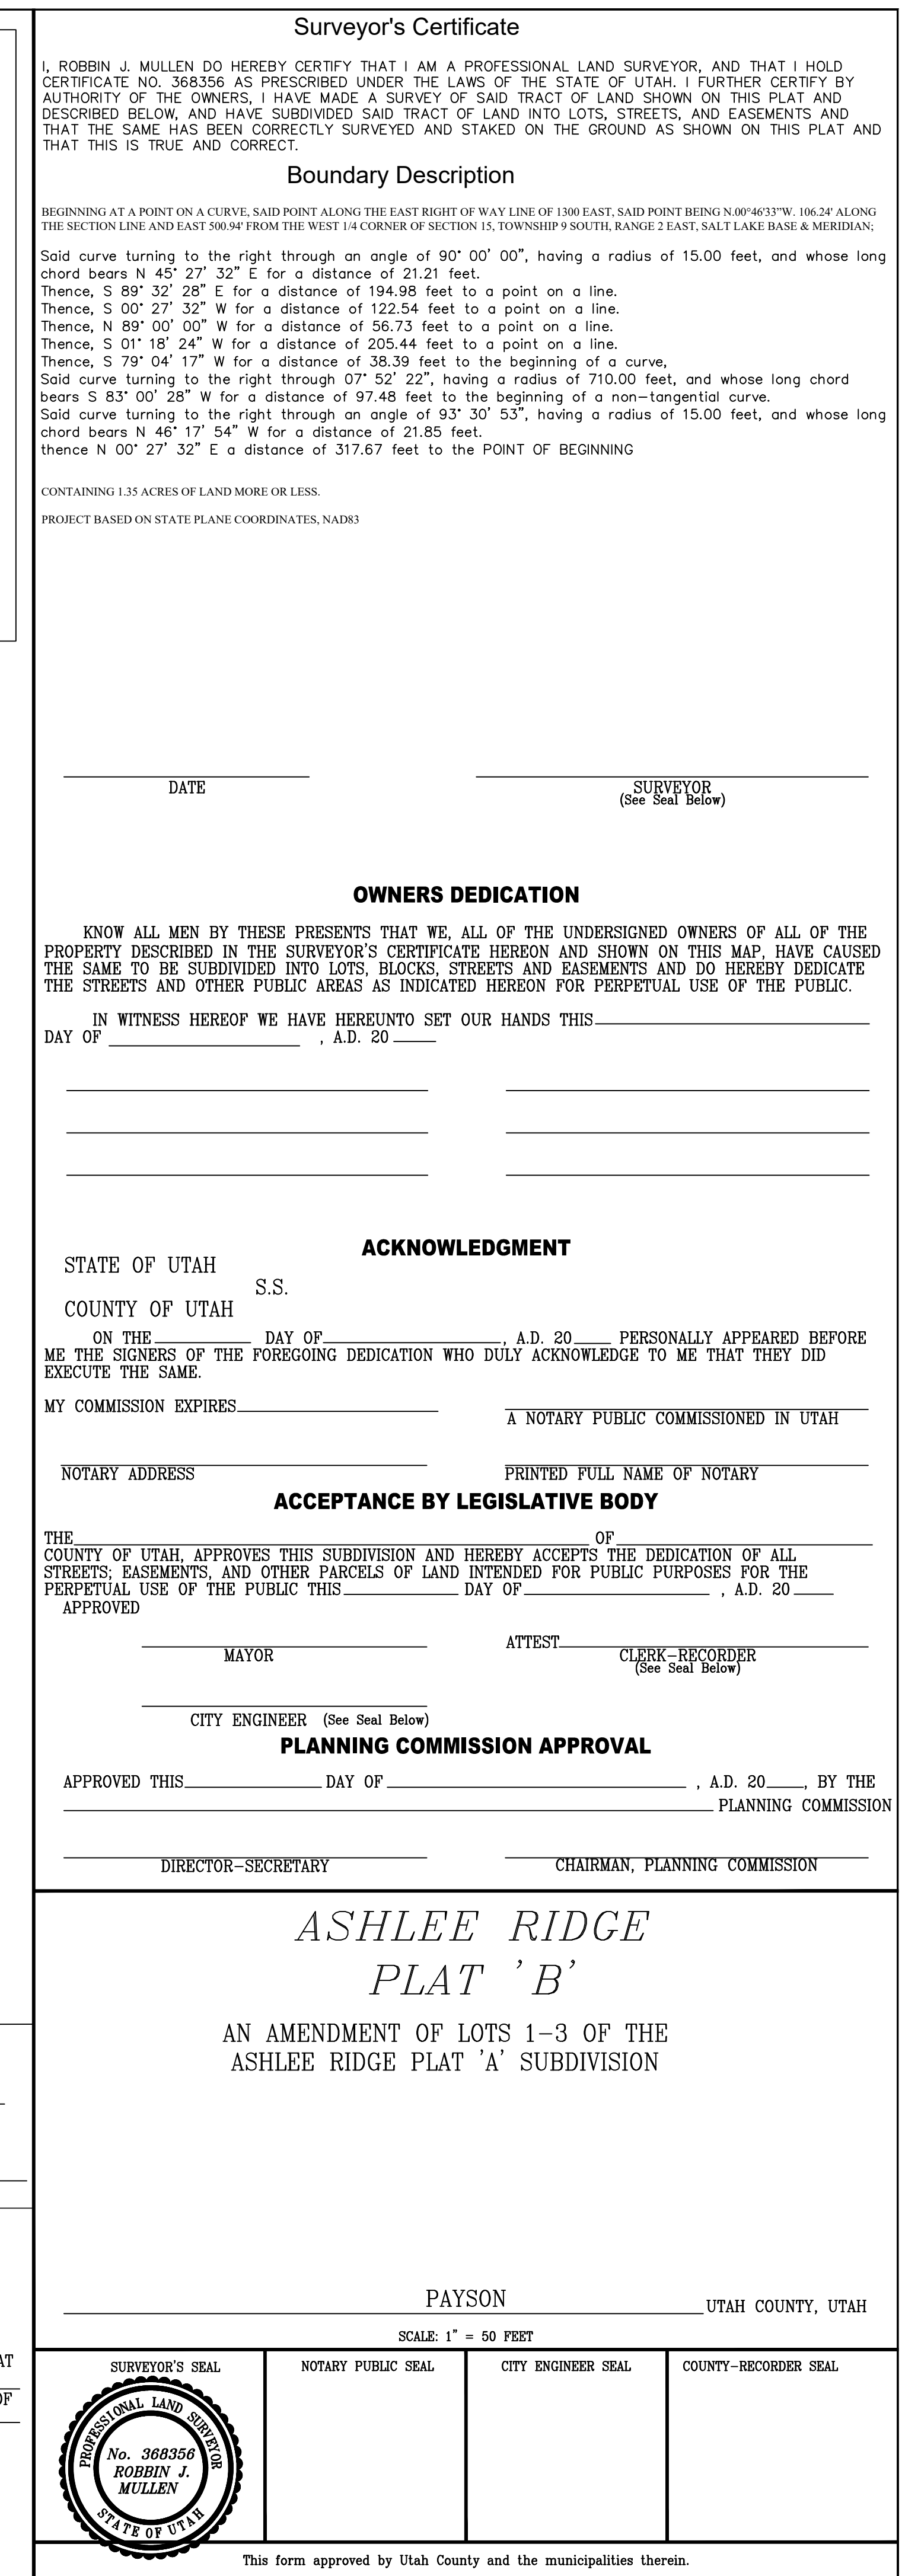 Surveyor's Certificate
I, ROBBIN J. MULLEN DO HEREBY CERTIFY THAT I AM A PROFESSIONAL LAND SURVEYOR, AND THAT I HOLD
CERTIFICATE NO. 368356 AS PRESCRIBED UNDER THE LAWS OF THE STATE OF UTAH. I FURTHER CERTIFY BY
AUTHORITY OF THE OWNERS, I HAVE MADE A SURVEY OF SAID TRACT OF LAND SHOWN ON THIS PLAT AND
DESCRIBED BELOW, AND HAVE SUBDIVIDED SAID TRACT OF LAND INTO LOTS, STREETS, AND EASEMENTS AND
THAT THE SAME HAS BEEN CORRECTLY SURVEYED AND STAKED ON THE GROUND AS SHOWN ON THIS PLAT AND
THAT THIS IS TRUE AND CORRECT.
Boundary Description
BEGINNING AT A POINT ON A CURVE, SAID POINT ALONG THE EAST RIGHT OF WAY LINE OF 1300 EAST, SAID POINT BEING N.00°46'33"W. 106.24' ALONG
THE SECTION LINE AND EAST 500.94' FROM THE WEST 1/4 CORNER OF SECTION 15, TOWNSHIP 9 SOUTH, RANGE 2 EAST, SALT LAKE BASE & MERIDIAN;
Said curve turning to the right through an angle of 90° 00' 00", having a radius of 15.00 feet, and whose long
chord bears N 45° 27' 32" E for a distance of 21.21 feet.
Thence, S 89° 32' 28" E for a distance of 194.98 feet to a point on a line.
Thence, S 00° 27' 32" W for a distance of 122.54 feet to a point on a line.
Thence, N 89° 00' 00" W for a distance of 56.73 feet to a point on a line.
Thence, S 01° 18' 24" W for a distance of 205.44 feet to a point on a line.
Thence, S 79° 04' 17" W for a distance of 38.39 feet to the beginning of a curve,
Said curve turning to the right through 07° 52' 22", having a radius of 710.00 feet, and whose long chord
bears S 83° 00' 28" W for a distance of 97.48 feet to the beginning of a non-tangential curve.
Said curve turning to the right through an angle of 93° 30' 53", having a radius of 15.00 feet, and whose long
chord bears N 46° 17' 54" W for a distance of 21.85 feet.
thence N 00° 27' 32" E a distance of 317.67 feet to the POINT OF BEGINNING
CONTAINING 1.35 ACRES OF LAND MORE OR LESS.
PROJECT BASED ON STATE PLANE COORDINATES, NAD83
DATE SURVEYOR
(See Seal Below)
OWNERS DEDICATION
KNOW ALL MEN BY THESE PRESENTS THAT WE, ALL OF THE UNDERSIGNED OWNERS OF ALL OF THE
PROPERTY DESCRIBED IN THE SURVEYOR'S CERTIFICATE HEREON AND SHOWN ON THIS MAP, HAVE CAUSED
THE SAME TO BE SUBDIVIDED INTO LOTS, BLOCKS, STREETS AND EASEMENTS AND DO HEREBY DEDICATE
THE STREETS AND OTHER PUBLIC AREAS AS INDICATED HEREON FOR PERPETUAL USE OF THE PUBLIC.
IN WITNESS HEREOF WE HAVE HEREUNTO SET OUR HANDS THIS
DAY OF , A.D. 20
ACKNOWLEDGMENT
STATE OF UTAH
S.S.
COUNTY OF UTAH
ON THE DAY OF , A.D. 20 PERSONALLY APPEARED BEFORE
ME THE SIGNERS OF THE FOREGOING DEDICATION WHO DULY ACKNOWLEDGE TO ME THAT THEY DID
EXECUTE THE SAME.
MY COMMISSION EXPIRES
A NOTARY PUBLIC COMMISSIONED IN UTAH
NOTARY ADDRESS PRINTED FULL NAME OF NOTARY
ACCEPTANCE BY LEGISLATIVE BODY
THE OF
COUNTY OF UTAH, APPROVES THIS SUBDIVISION AND HEREBY ACCEPTS THE DEDICATION OF ALL
STREETS; EASEMENTS, AND OTHER PARCELS OF LAND INTENDED FOR PUBLIC PURPOSES FOR THE
PERPETUAL USE OF THE PUBLIC THIS DAY OF , A.D. 20
APPROVED
ATTEST
MAYOR CLERK-RECORDER
(See Seal Below)
CITY ENGINEER (See Seal Below)
PLANNING COMMISSION APPROVAL
APPROVED THIS DAY OF , A.D. 20 , BY THE
PLANNING COMMISSION
DIRECTOR-SECRETARY CHAIRMAN, PLANNING COMMISSION
ASHLEE RIDGE
PLAT 'B'
AN AMENDMENT OF LOTS 1-3 OF THE
ASHLEE RIDGE PLAT 'A' SUBDIVISION
PAYSON UTAH COUNTY, UTAH
SCALE: 1" = 50 FEET
SURVEYOR'S SEAL NOTARY PUBLIC SEAL CITY ENGINEER SEAL COUNTY-RECORDER SEAL
PROFESSIONAL LAND SURVEYOR
No. 368356
ROBBIN J.
MULLEN
STATE OF UTAH
This form approved by Utah County and the municipalities therein.